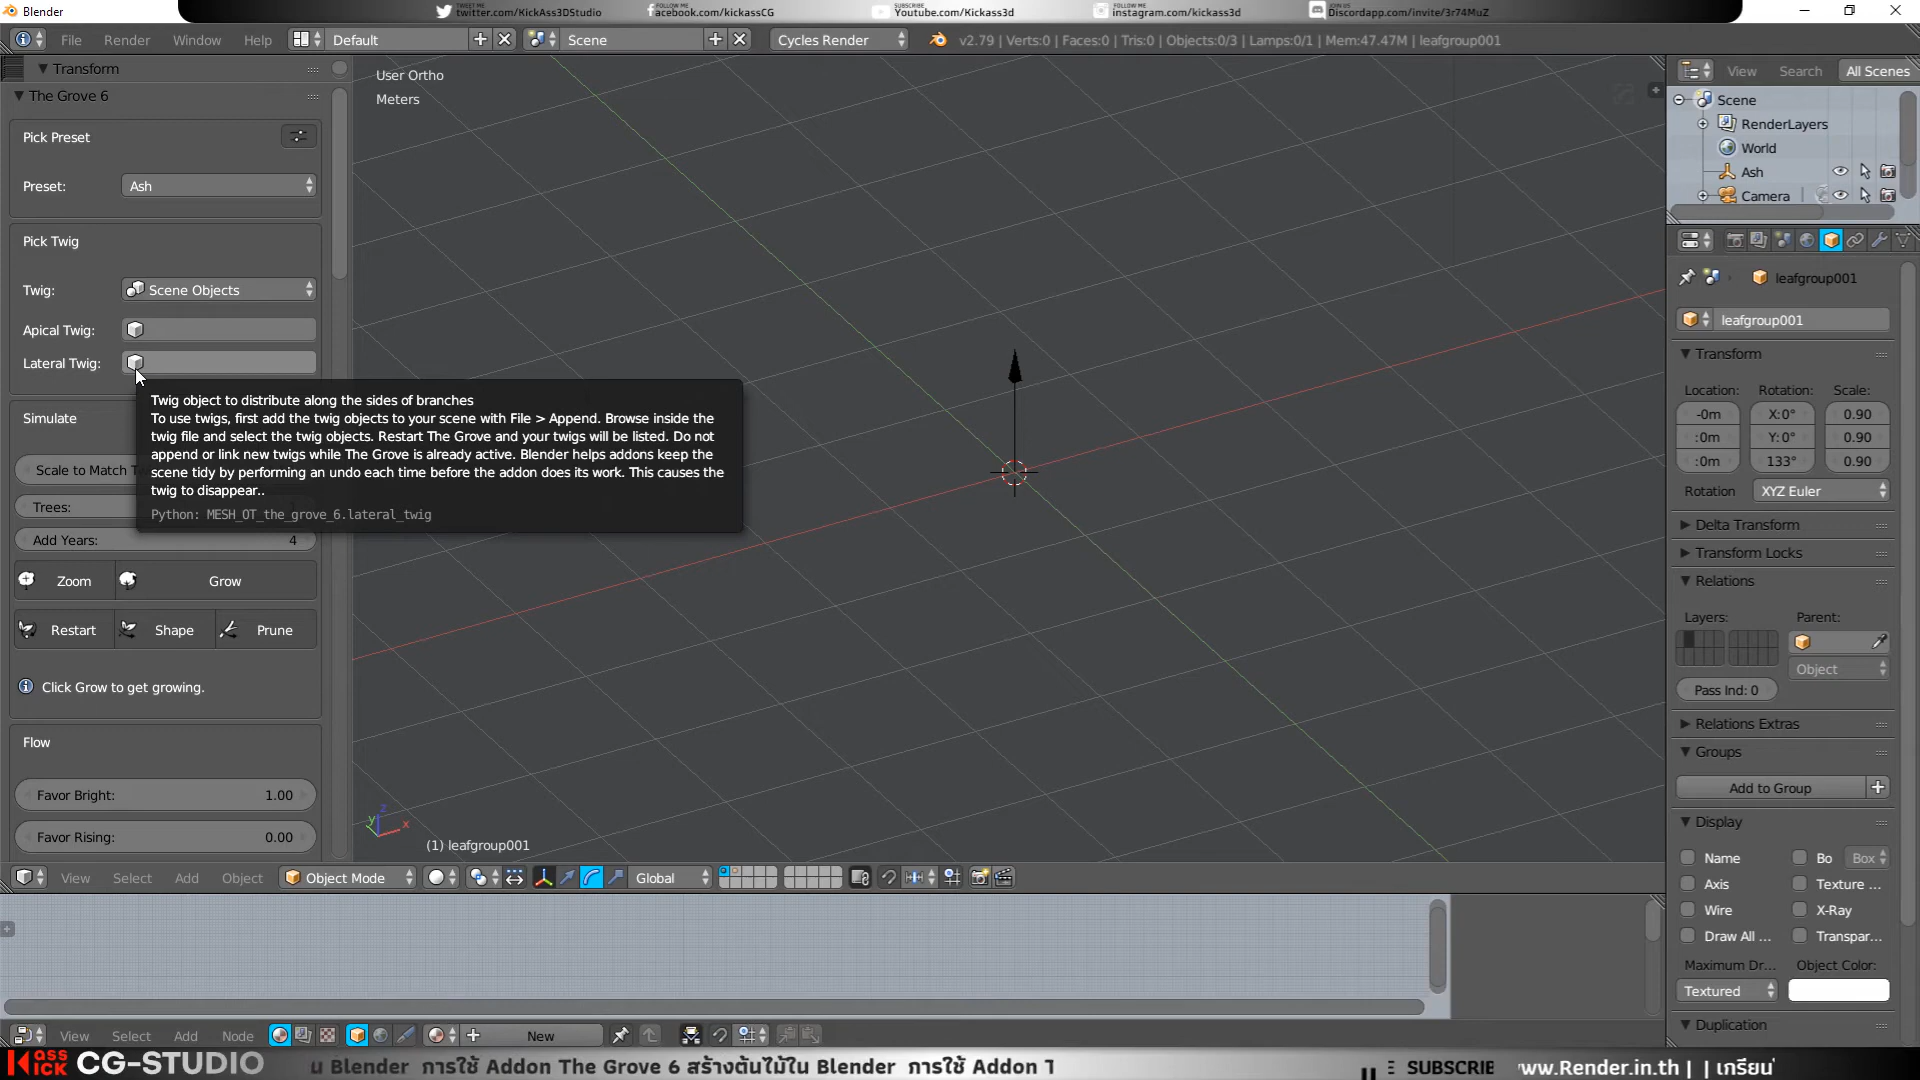 Blender
TWEET ME
twitter.com/KickAss3DStudio
FOLLOW ME
facebook.com/kickassCG
SUBSCRIBE
Youtube.com/Kickass3d
FOLLOW ME
instagram.com/kickass3d
JOIN US
Discordapp.com/invite/3r74MuZ
File Render Window Help
Default
Scene
Cycles Render
v2.79 | Verts:0 | Faces:0 | Tris:0 | Objects:0/3 | Lamps:0/1 | Mem:47.47M | leafgroup001
Transform
The Grove 6
Pick Preset
Preset: Ash
Pick Twig
Twig: Scene Objects
Apical Twig:
Lateral Twig:
Twig object to distribute along the sides of branches
To use twigs, first add the twig objects to your scene with File > Append. Browse inside the
twig file and select the twig objects. Restart The Grove and your twigs will be listed. Do not
append or link new twigs while The Grove is already active. Blender helps addons keep the
scene tidy by performing an undo each time before the addon does its work. This causes the
twig to disappear..
Python: MESH_OT_the_grove_6.lateral_twig
Simulate
Scale to Match T
Trees:
Add Years: 4
Zoom Grow
Restart Shape Prune
Click Grow to get growing.
Flow
Favor Bright: 1.00
Favor Rising: 0.00
User Ortho
Meters
z
y x
(1) leafgroup001
View Select Add Object
Object Mode
Global
View Select Add Node
New
View Search All Scenes
Scene
RenderLayers
World
Ash
Camera
leafgroup001
leafgroup001
Transform
Location: Rotation: Scale:
-0m X:0° 0.90
:0m Y:0° 0.90
:0m 133° 0.90
Rotation XYZ Euler
Delta Transform
Transform Locks
Relations
Layers: Parent:
Object
Pass Ind: 0
Relations Extras
Groups
Add to Group
Display
Name Bo Box
Axis Texture ...
Wire X-Ray
Draw All ... Transpar...
Maximum Dr... Object Color:
Textured
Duplication
KICK ASS CG-STUDIO
น Blender การใช้ Addon The Grove 6 สร้างต้นไม้ใน Blender การใช้ Addon T
SUBSCRIB
ww.Render.in.th | | เกรียน